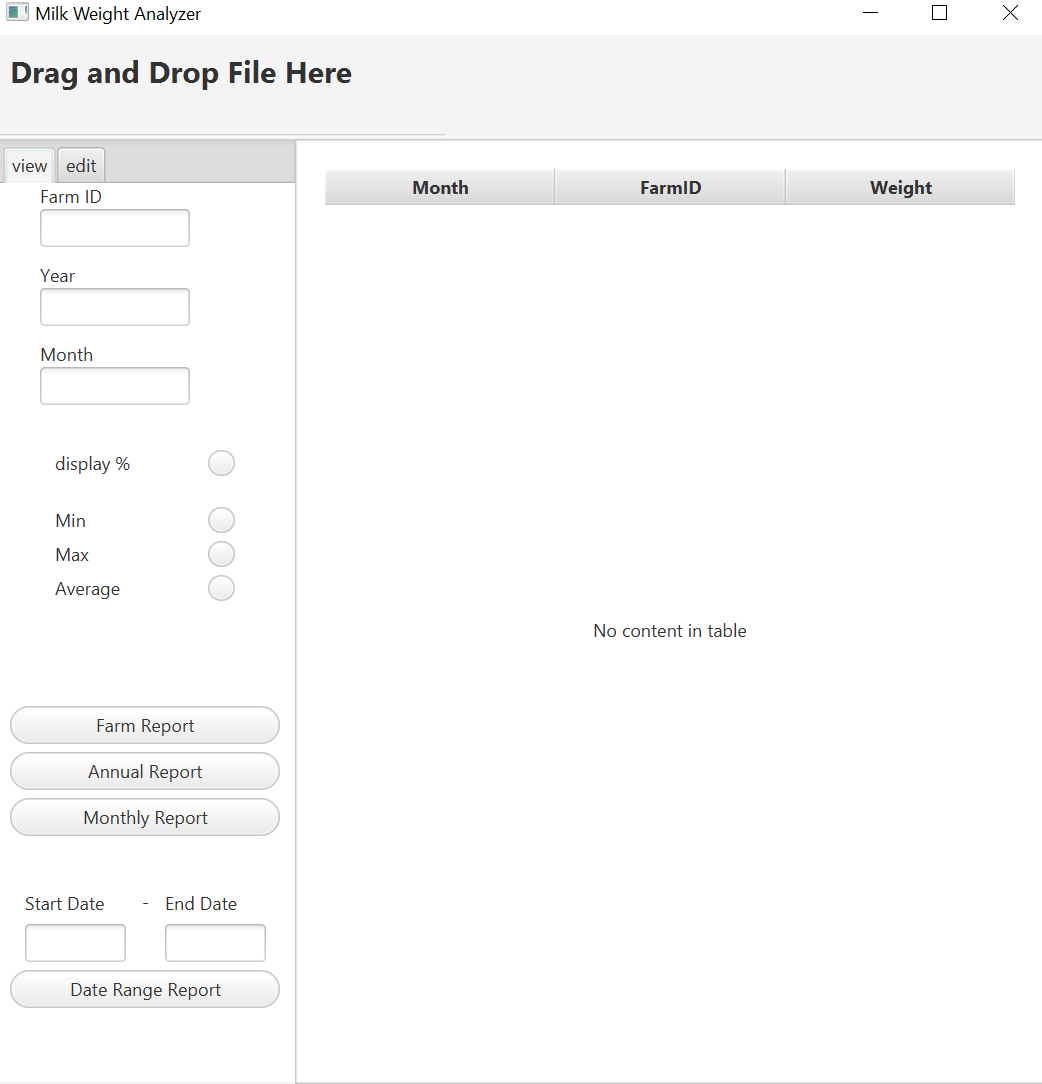 Milk Weight Analyzer
Drag and Drop File Here
view edit
Farm ID
Year
Month
display %
Min
Max
Average
Farm Report
Annual Report
Monthly Report
Start Date - End Date
Date Range Report
Month FarmID Weight
No content in table